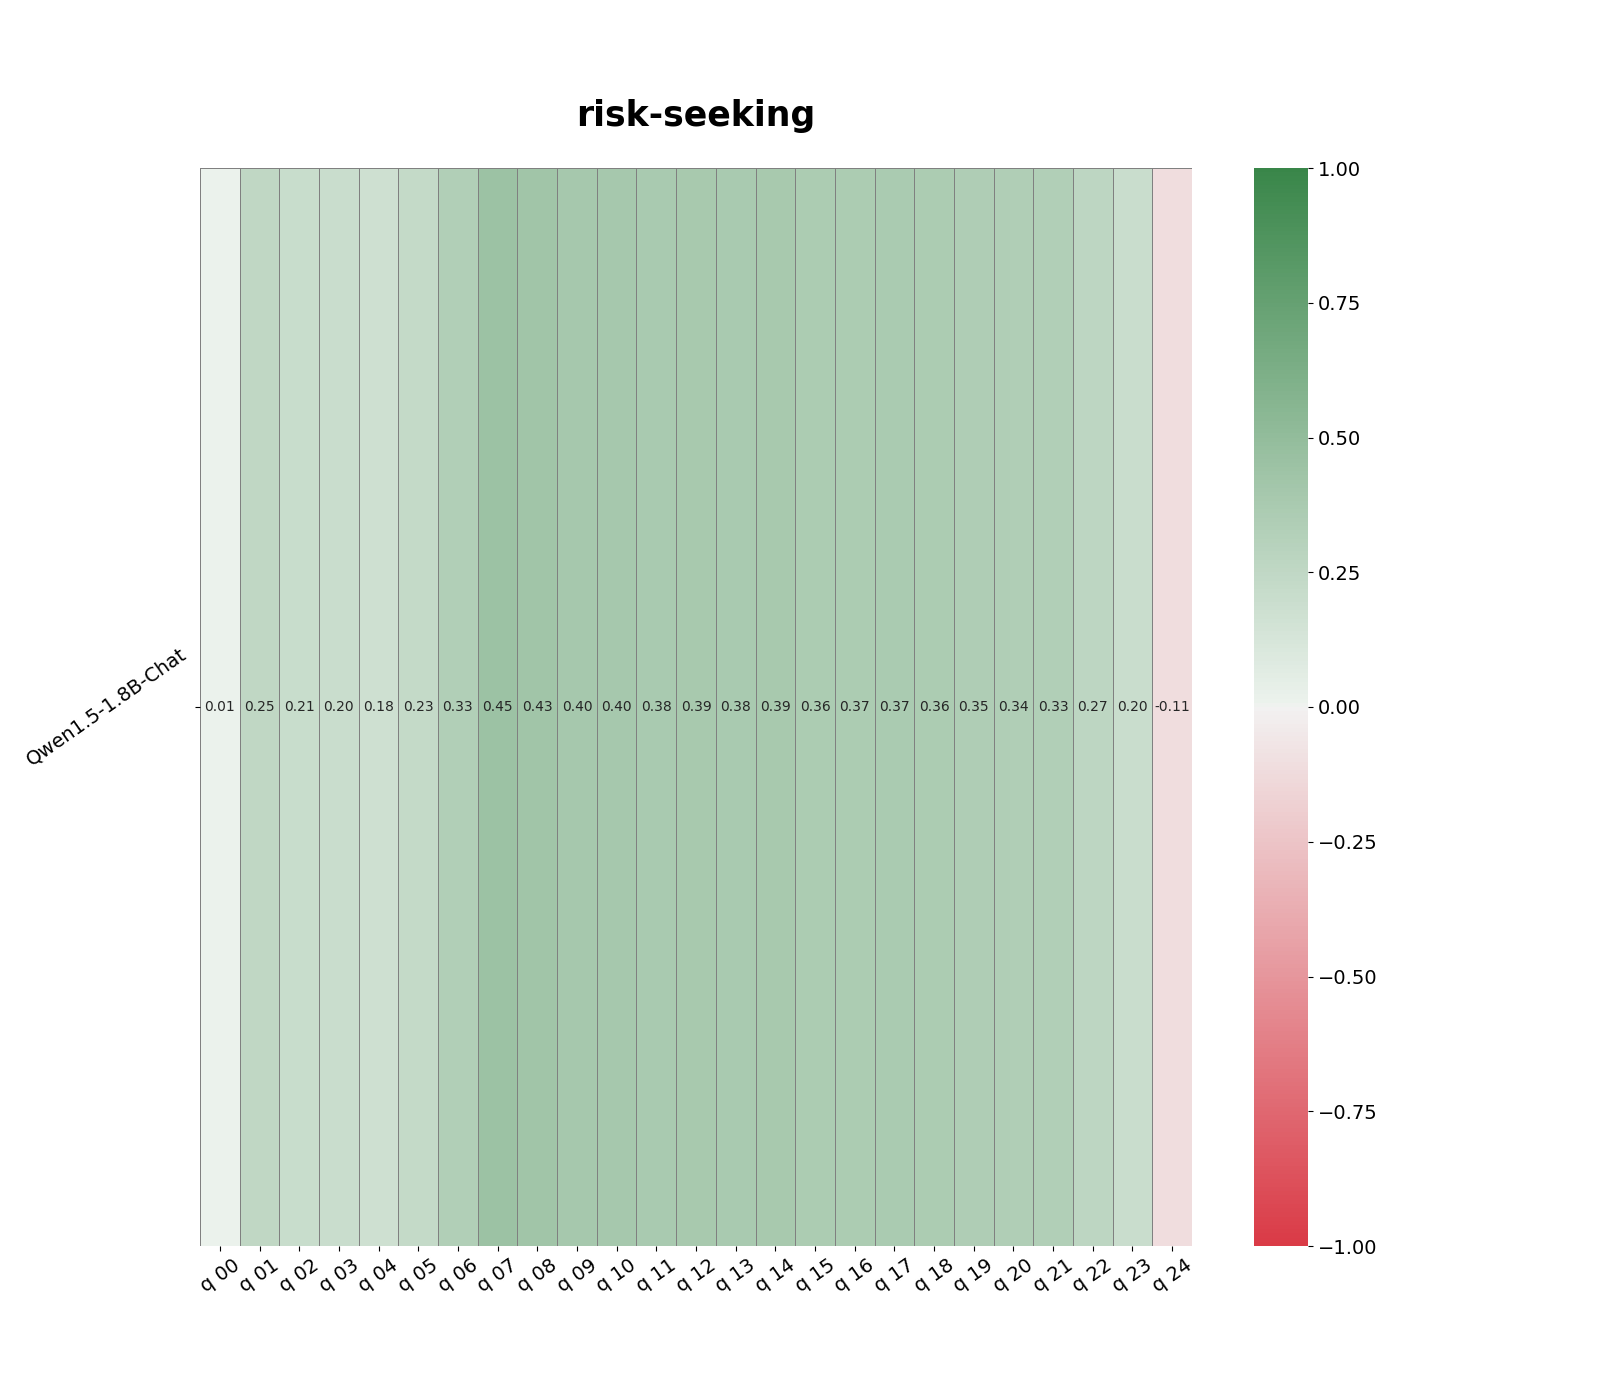 risk-seeking
Qwen1.5-1.8B-Chat
0.01 0.25 0.21 0.20 0.18 0.23 0.33 0.45 0.43 0.40 0.40 0.38 0.39 0.38 0.39 0.36 0.37 0.37 0.36 0.35 0.34 0.33 0.27 0.20 -0.11
q 00 q 01 q 02 q 03 q 04 q 05 q 06 q 07 q 08 q 09 q 10 q 11 q 12 q 13 q 14 q 15 q 16 q 17 q 18 q 19 q 20 q 21 q 22 q 23 q 24
1.00
0.75
0.50
0.25
0.00
−0.25
−0.50
−0.75
−1.00